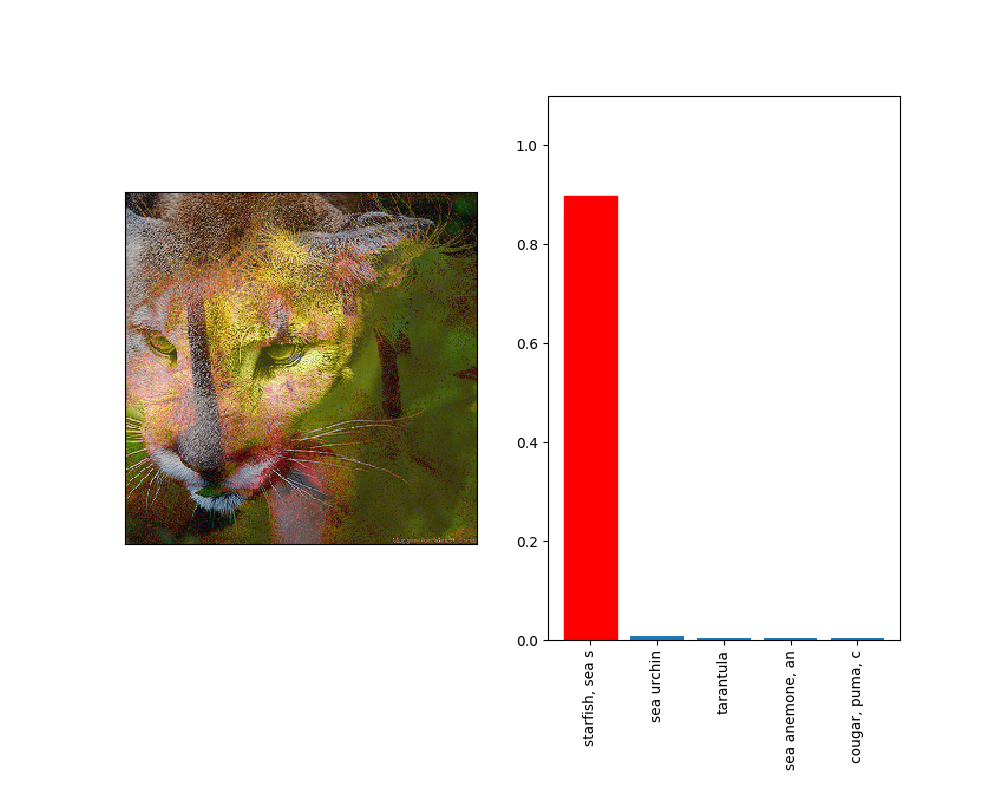 1.0
0.8
0.6
0.4
0.2
0.0
starfish, sea s
sea urchin
tarantula
sea anemone, an
cougar, puma, c